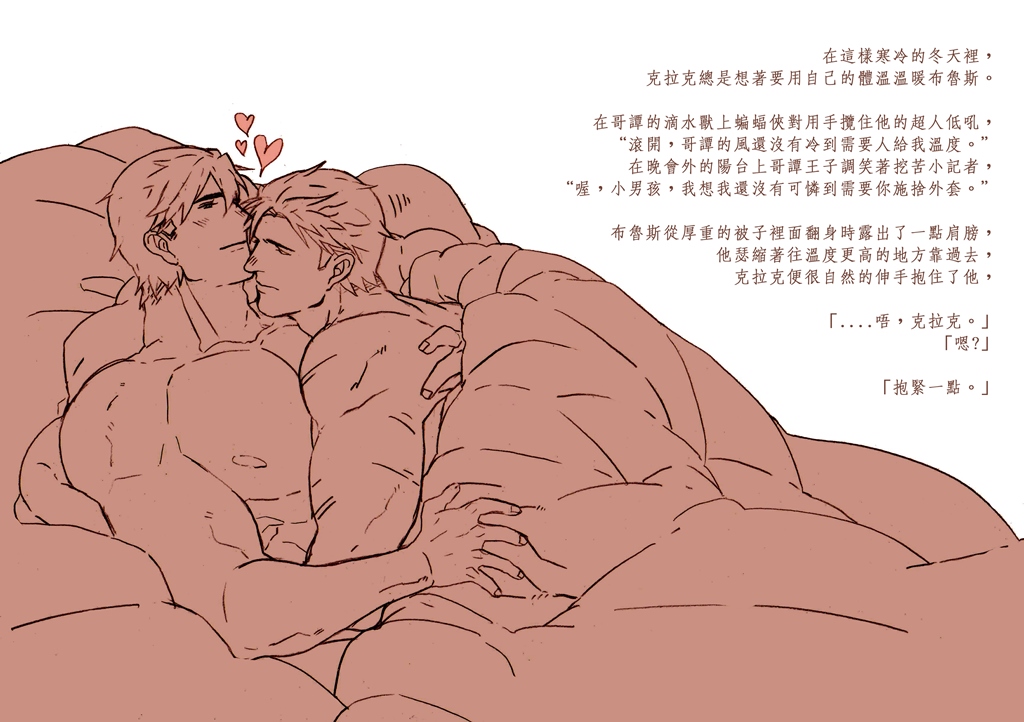 在這樣寒冷的冬天裡，
克拉克總是想著要用自己的體溫溫暖布魯斯。
在哥譚的滴水獸上蝙蝠俠對用手攬住他的超人低吼，
“滾開，哥譚的風還沒有冷到需要人給我溫度。”
在晚會外的陽台上哥譚王子調笑著挖苦小記者，
“喔，小男孩，我想我還沒有可憐到需要你施捨外套。”
布魯斯從厚重的被子裡面翻身時露出了一點肩膀，
他瑟縮著往溫度更高的地方靠過去，
克拉克便很自然的伸手抱住了他，
「....唔，克拉克。」
「嗯?」
「抱緊一點。」